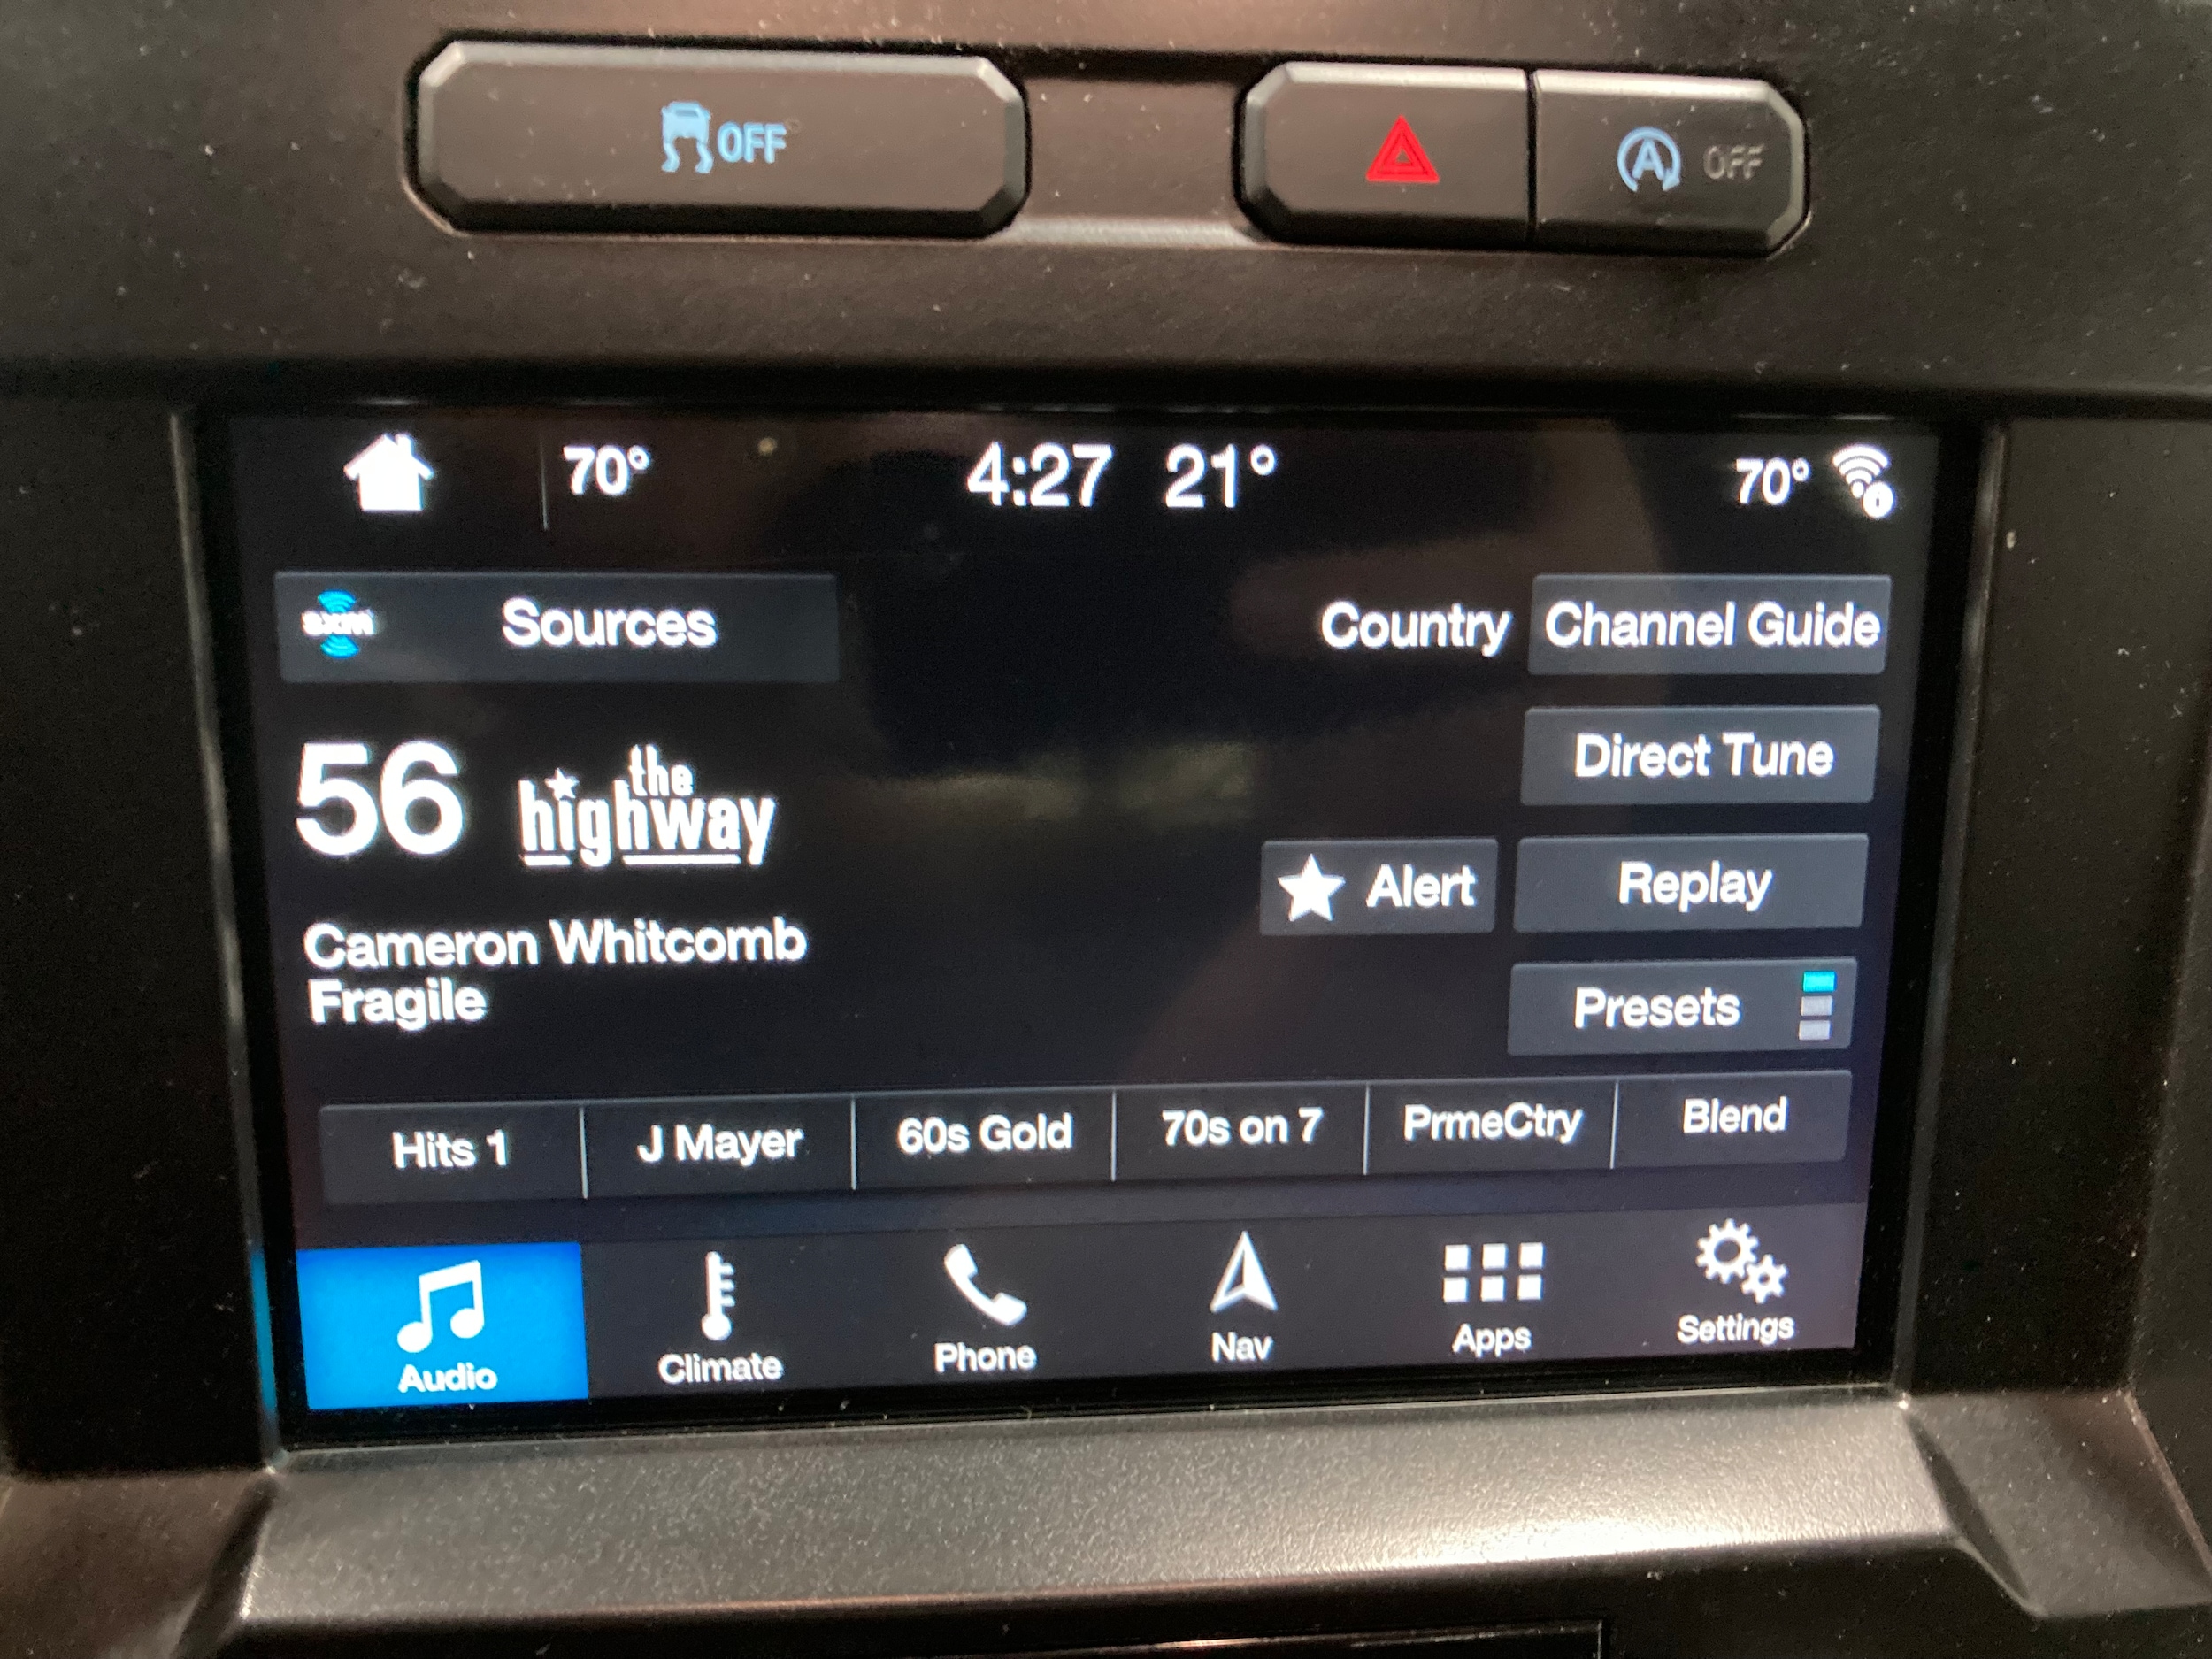 OFF
A OFF
70° 4:27 21° 70°
sxm Sources Country Channel Guide
Direct Tune
56 the highway
Alert Replay
Cameron Whitcomb
Fragile
Presets
Hits 1 J Mayer 60s Gold 70s on 7 PrmeCtry Blend
Audio Climate Phone Nav Apps Settings